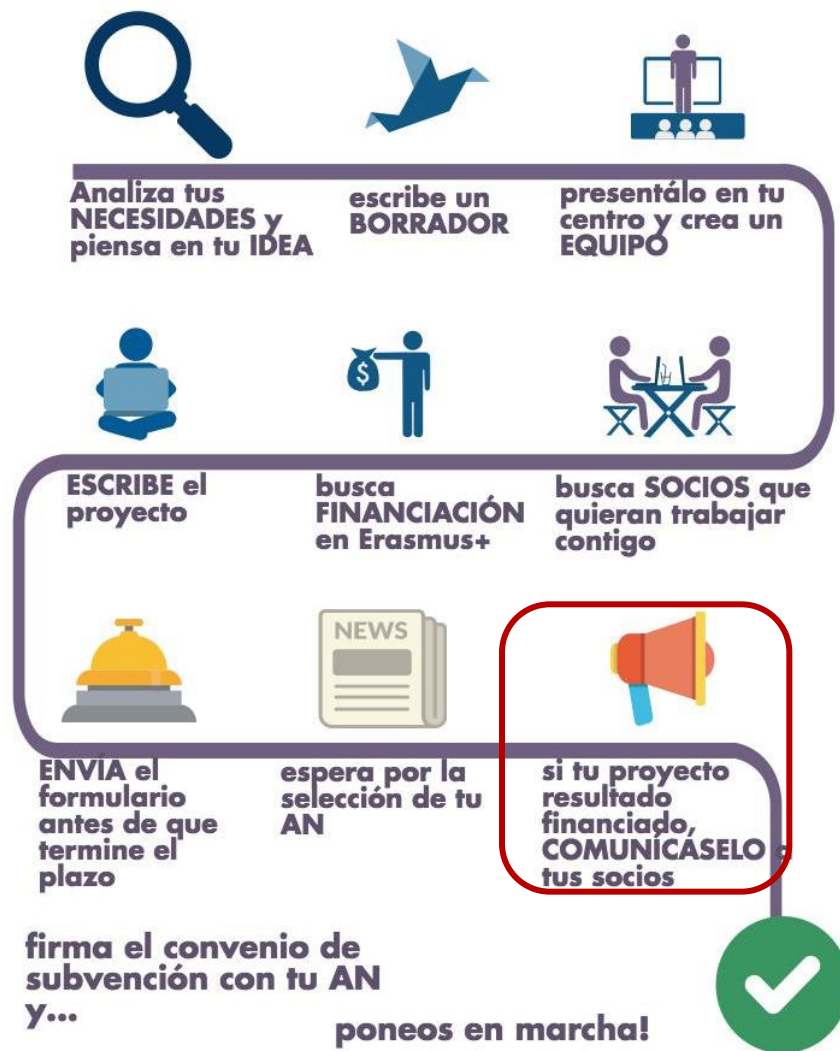 Analiza tus
NECESIDADES y
piensa en tu IDEA
escribe un
BORRADOR
presentálo en tu
centro y crea un
EQUIPO
$
busca SOCIOS que
quieran trabajar
contigo
busca
FINANCIACIÓN
en Erasmus+
ESCRIBE el
proyecto
ENVÍA el
formulario
antes de que
termine el
plazo
NEWS
espera por la
selección de tu
AN
si tu proyecto
resultado
financiado,
COMUNÍCASELO a
tus socios
firma el convenio de
subvención con tu AN
y...
poneos en marcha!